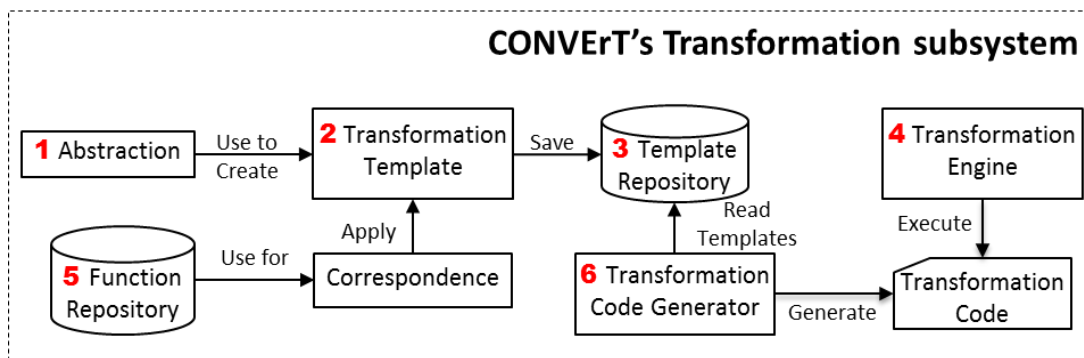 CONVErT's Transformation subsystem
1 Abstraction
Use to
Create
2 Transformation
Template
Save
3 Template
Repository
4 Transformation
Engine
Apply
Read
Templates
Execute
5 Function
Repository
Use for
Correspondence
6 Transformation
Code Generator
Generate
Transformation
Code